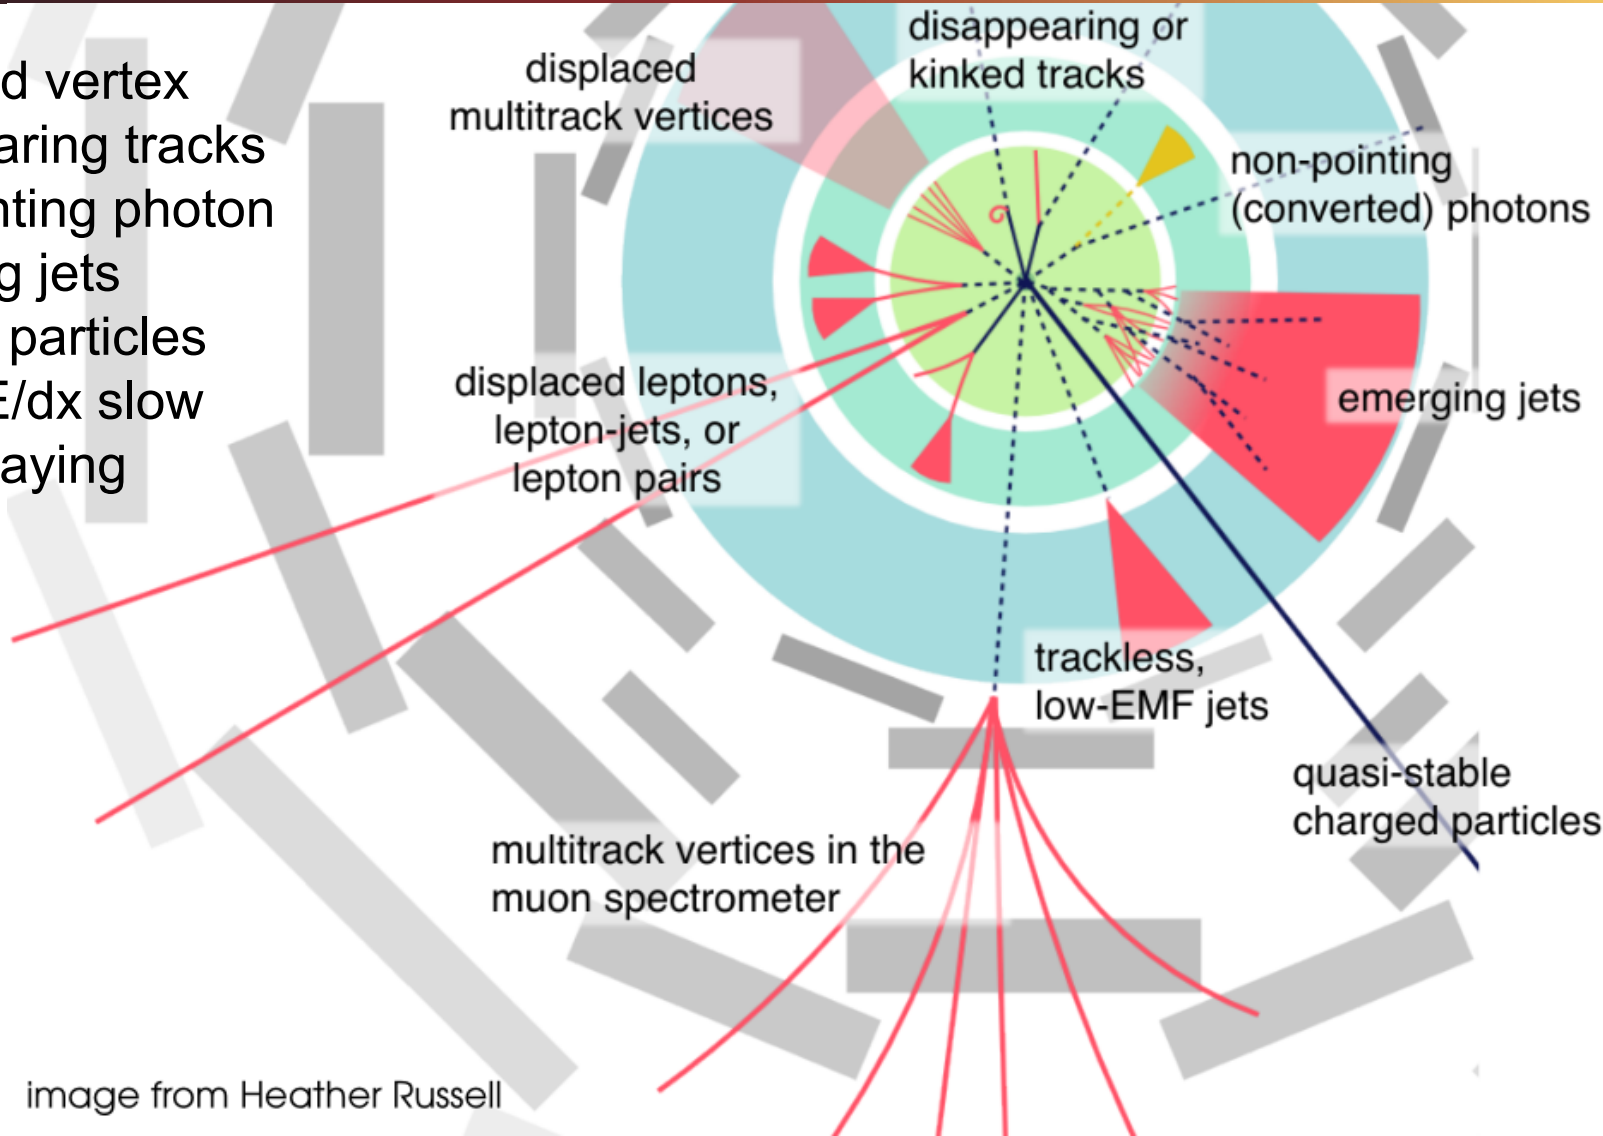 d vertex
aring tracks
nting photon
g jets
particles
E/dx slow
aying
disappearing or
kinked tracks
displaced
multitrack vertices
non-pointing
(converted) photons
displaced leptons,
lepton-jets, or
lepton pairs
emerging jets
trackless,
low-EMF jets
quasi-stable
charged particles
multitrack vertices in the
muon spectrometer
image from Heather Russell